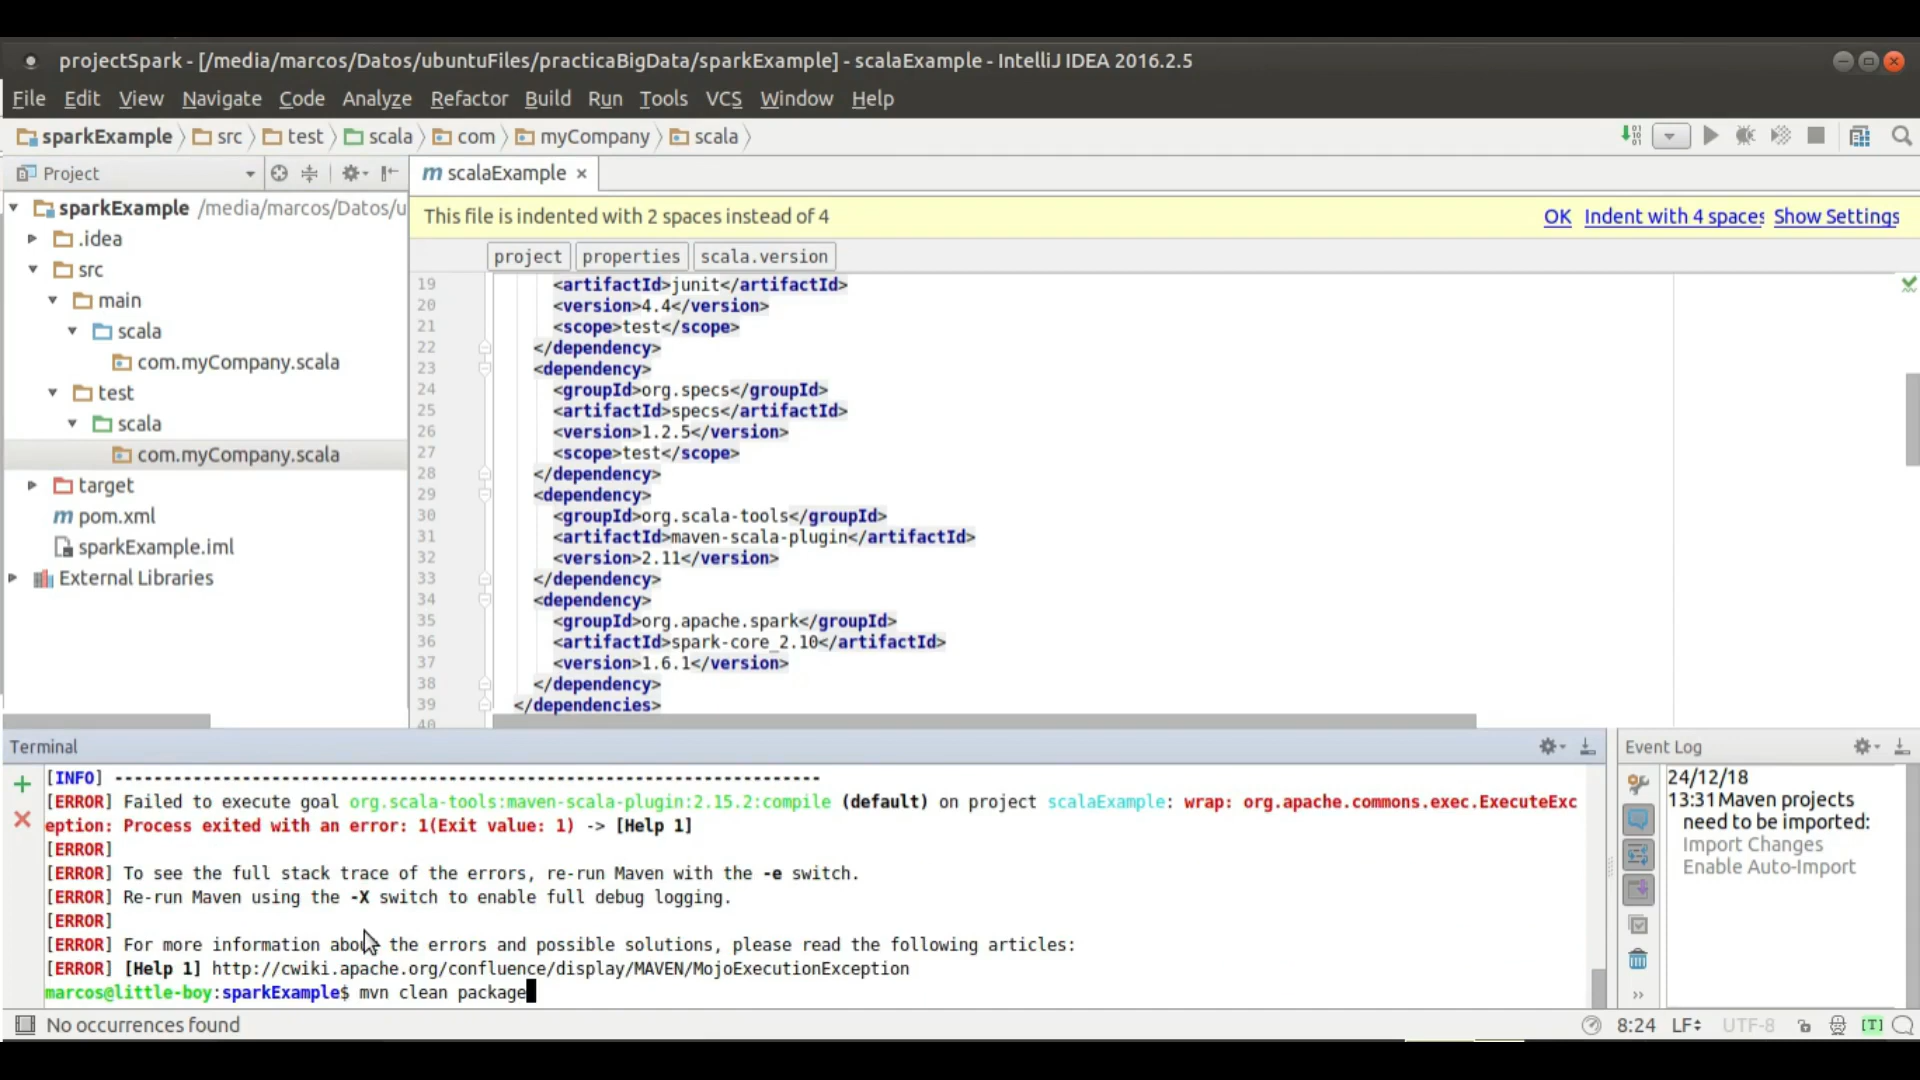 projectSpark - [/media/marcos/Datos/ubuntuFiles/practicaBigData/sparkExample] - scalaExample - IntelliJ IDEA 2016.2.5
File Edit View Navigate Code Analyze Refactor Build Run Tools VCS Window Help
sparkExample src test scala com myCompany scala
Project
m scalaExample
sparkExample /media/marcos/Datos/u
.idea
src
main
scala
com.myCompany.scala
test
scala
com.myCompany.scala
target
m pom.xml
sparkExample.iml
External Libraries
This file is indented with 2 spaces instead of 4 OK Indent with 4 spaces Show Settings
project properties scala.version
19 <artifactId>junit</artifactId>
20 <version>4.4</version>
21 <scope>test</scope>
22 </dependency>
23 <dependency>
24 <groupId>org.specs</groupId>
25 <artifactId>specs</artifactId>
26 <version>1.2.5</version>
27 <scope>test</scope>
28 </dependency>
29 <dependency>
30 <groupId>org.scala-tools</groupId>
31 <artifactId>maven-scala-plugin</artifactId>
32 <version>2.11</version>
33 </dependency>
34 <dependency>
35 <groupId>org.apache.spark</groupId>
36 <artifactId>spark-core_2.10</artifactId>
37 <version>1.6.1</version>
38 </dependency>
39 </dependencies>
40
Terminal
[INFO] ------------------------------------------------------------------------
[ERROR] Failed to execute goal org.scala-tools:maven-scala-plugin:2.15.2:compile (default) on project scalaExample: wrap: org.apache.commons.exec.ExecuteExc
eption: Process exited with an error: 1(Exit value: 1) -> [Help 1]
[ERROR]
[ERROR] To see the full stack trace of the errors, re-run Maven with the -e switch.
[ERROR] Re-run Maven using the -X switch to enable full debug logging.
[ERROR]
[ERROR] For more information about the errors and possible solutions, please read the following articles:
[ERROR] [Help 1] http://cwiki.apache.org/confluence/display/MAVEN/MojoExecutionException
marcos@little-boy:sparkExample$ mvn clean package
Event Log
24/12/18
13:31 Maven projects
need to be imported:
Import Changes
Enable Auto-Import
No occurrences found
8:24 LF UTF-8 [T]